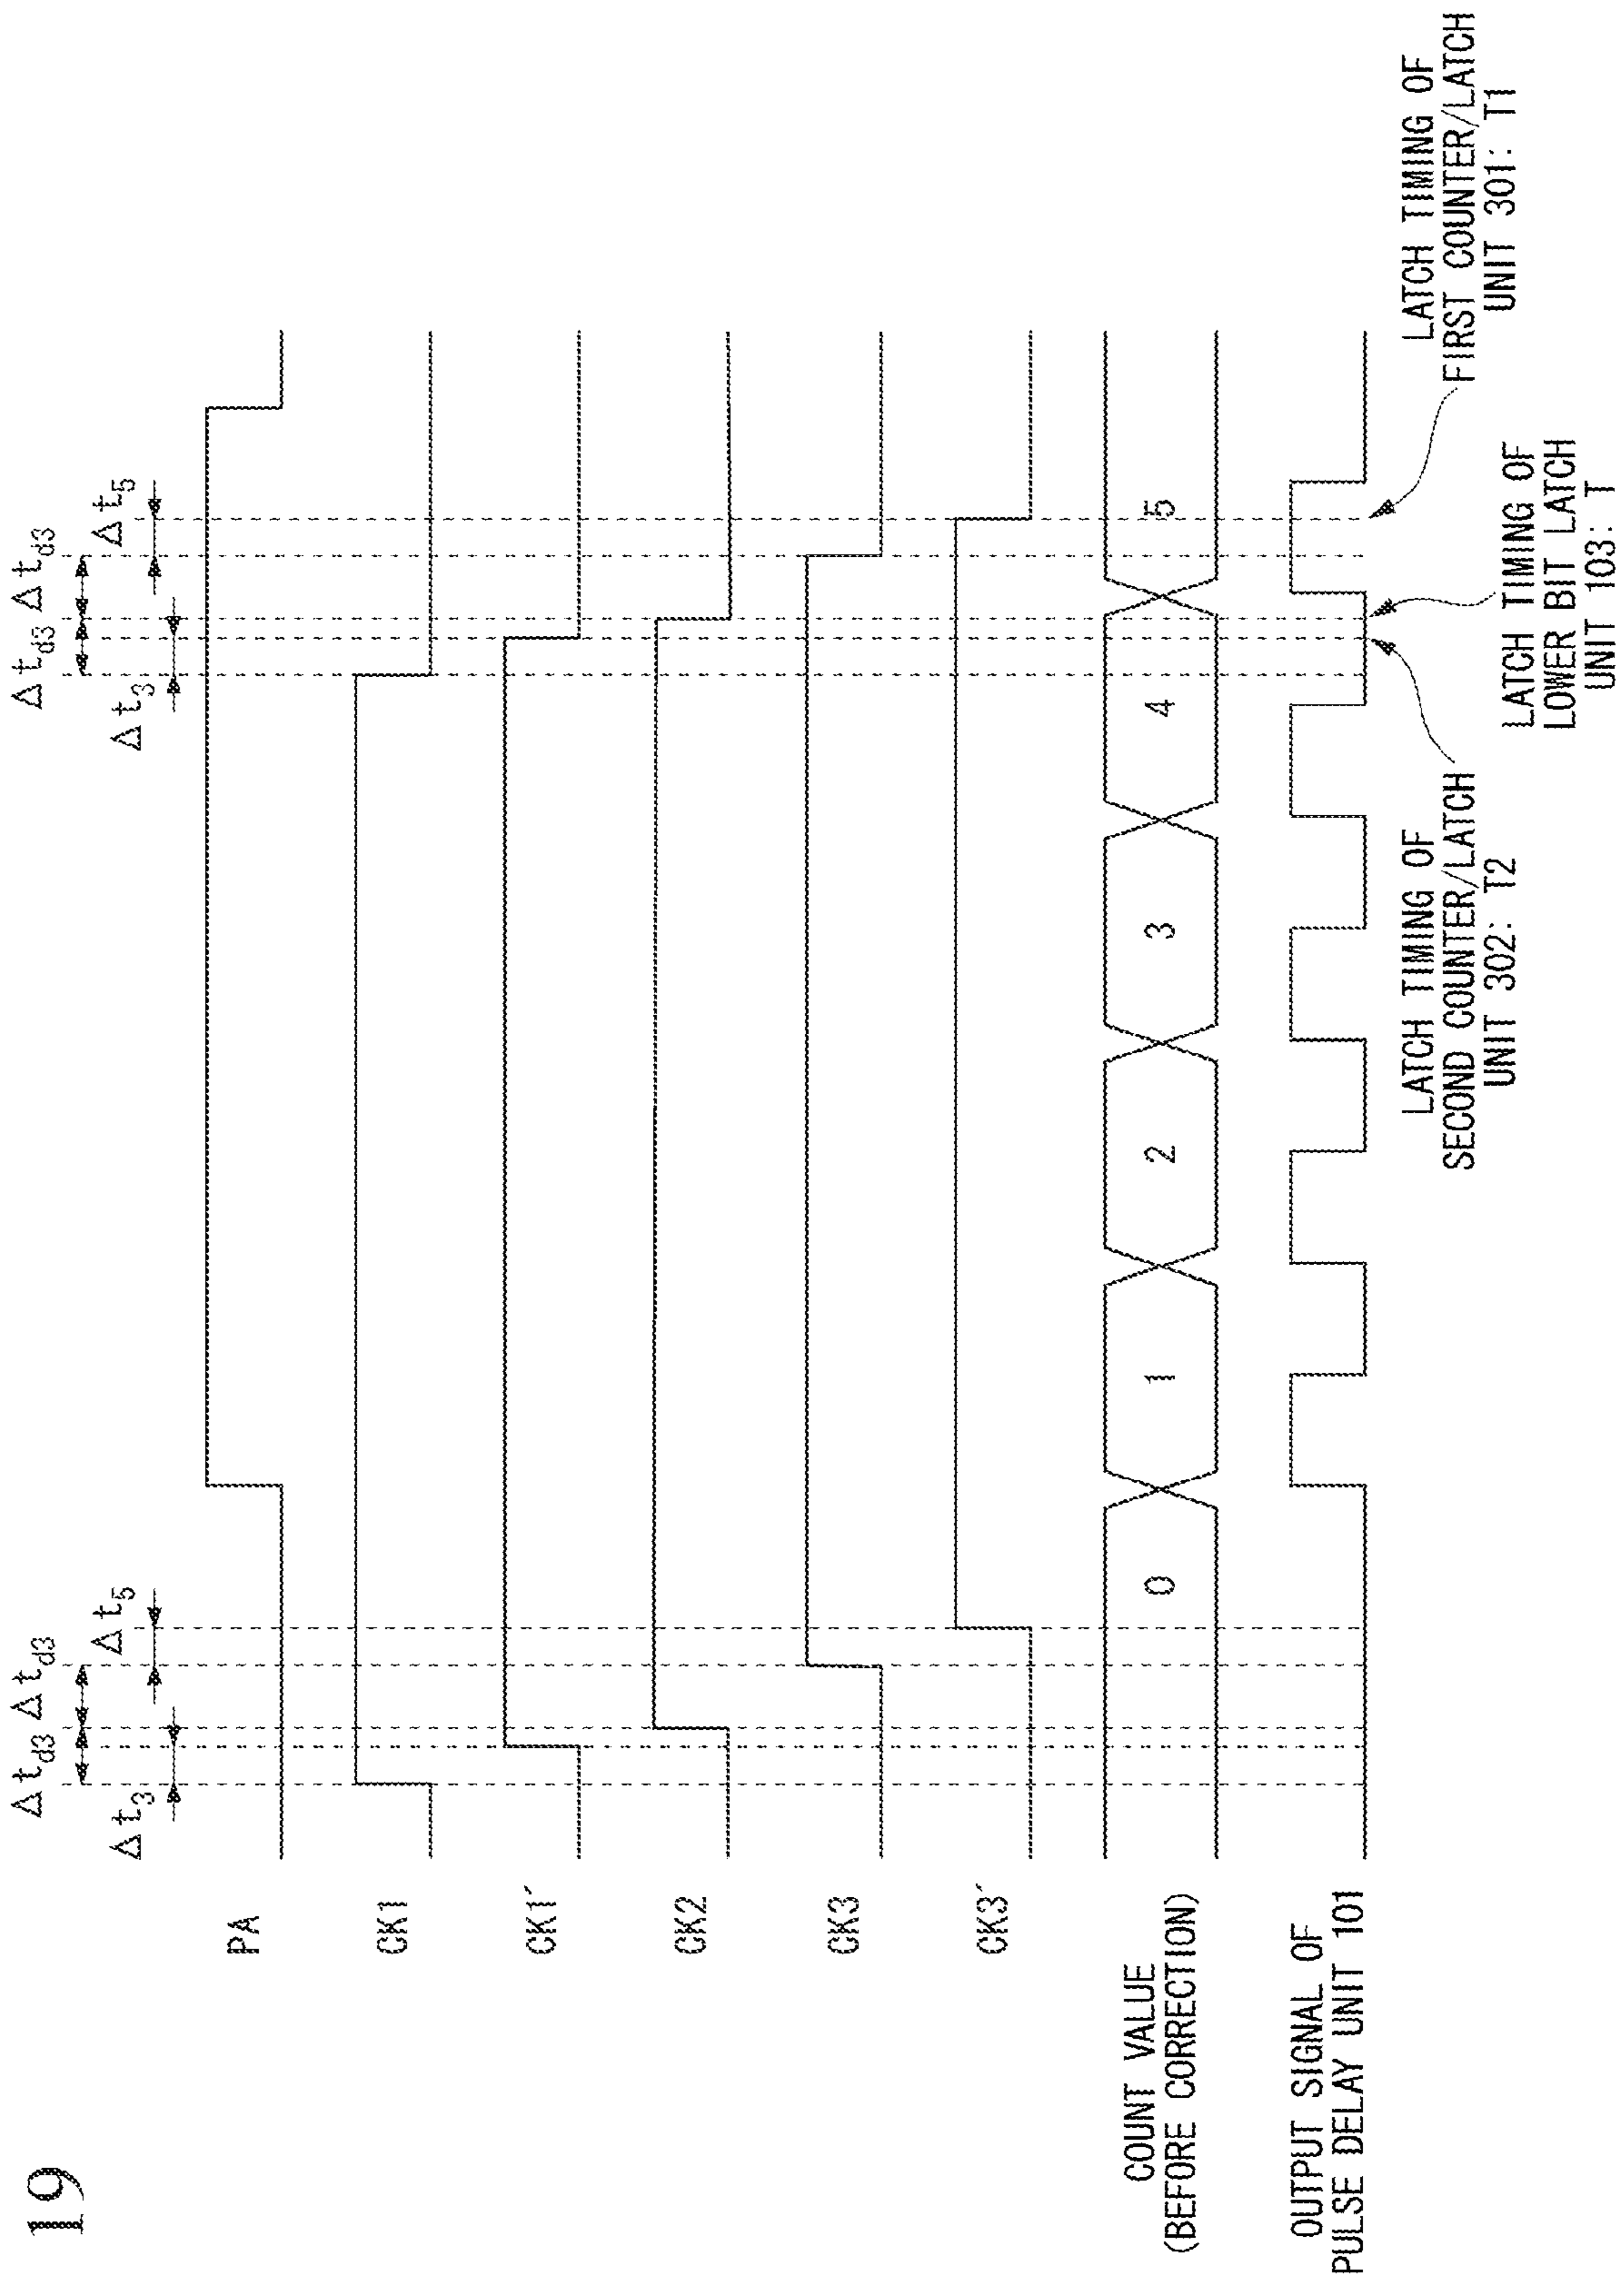 19
Δtd3 Δtd3
Δt3 Δt5
Δtd3 Δtd3
Δt3 Δt5
PA
CK1
CK1′
CK2
CK3
CK3′
COUNT VALUE
(BEFORE CORRECTION)
0 1 2 3 4 5
OUTPUT SIGNAL OF
PULSE DELAY UNIT 101
LATCH TIMING OF
SECOND COUNTER/LATCH
UNIT 302: T2
LATCH TIMING OF
LOWER BIT LATCH
UNIT 103: T
LATCH TIMING OF
FIRST COUNTER/LATCH
UNIT 301: T1